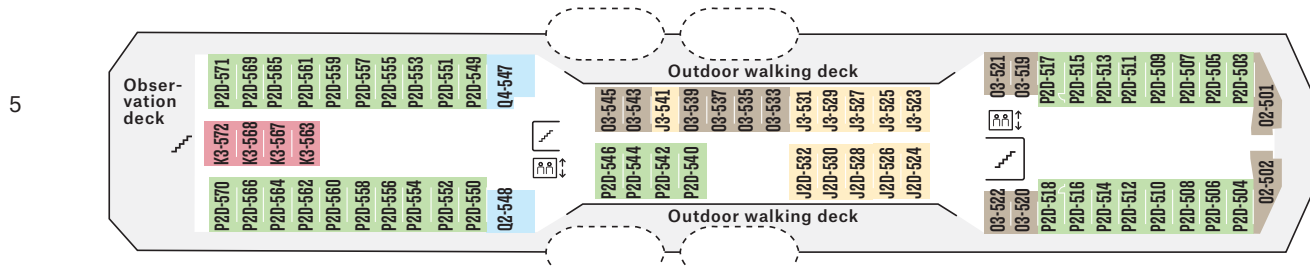 5
Obser-
vation
deck
P2D-571
P2D-569
P2D-565
P2D-561
P2D-559
P2D-557
P2D-555
P2D-553
P2D-551
P2D-549
Q4-547
K3-572
K3-568
K3-567
K3-563
P2D-570
P2D-566
P2D-564
P2D-562
P2D-560
P2D-558
P2D-556
P2D-554
P2D-552
P2D-550
Q2-548
Outdoor walking deck
O3-545
O3-543
J3-541
O3-539
O3-537
O3-535
O3-533
J3-531
J3-529
J3-527
J3-525
J3-523
P2D-546
P2D-544
P2D-542
P2D-540
J2D-532
J2D-530
J2D-528
J2D-526
J2D-524
Outdoor walking deck
O3-521
O3-519
P2D-517
P2D-515
P2D-513
P2D-511
P2D-509
P2D-507
P2D-505
P2D-503
O2-501
O3-522
O3-520
P2D-518
P2D-516
P2D-514
P2D-512
P2D-510
P2D-508
P2D-506
P2D-504
O2-502